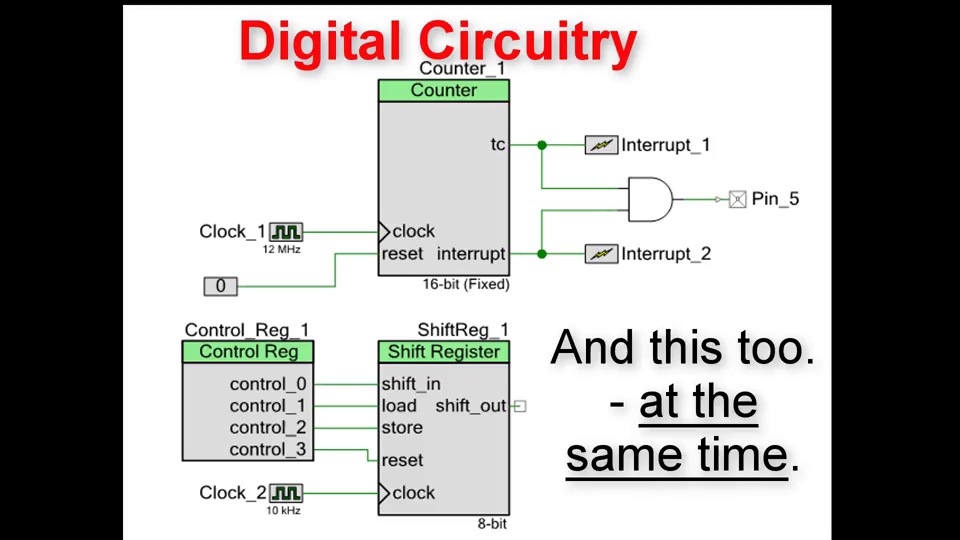 Digital Circuitry
Counter_1
Counter
tc
Interrupt_1
Pin_5
Clock_1
12 MHz
clock
reset
interrupt
Interrupt_2
0
16-bit (Fixed)
Control_Reg_1
Control Reg
control_0
control_1
control_2
control_3
Clock_2
10 kHz
ShiftReg_1
Shift Register
shift_in
load
shift_out
store
reset
clock
8-bit
And this too.
- at the
same time.